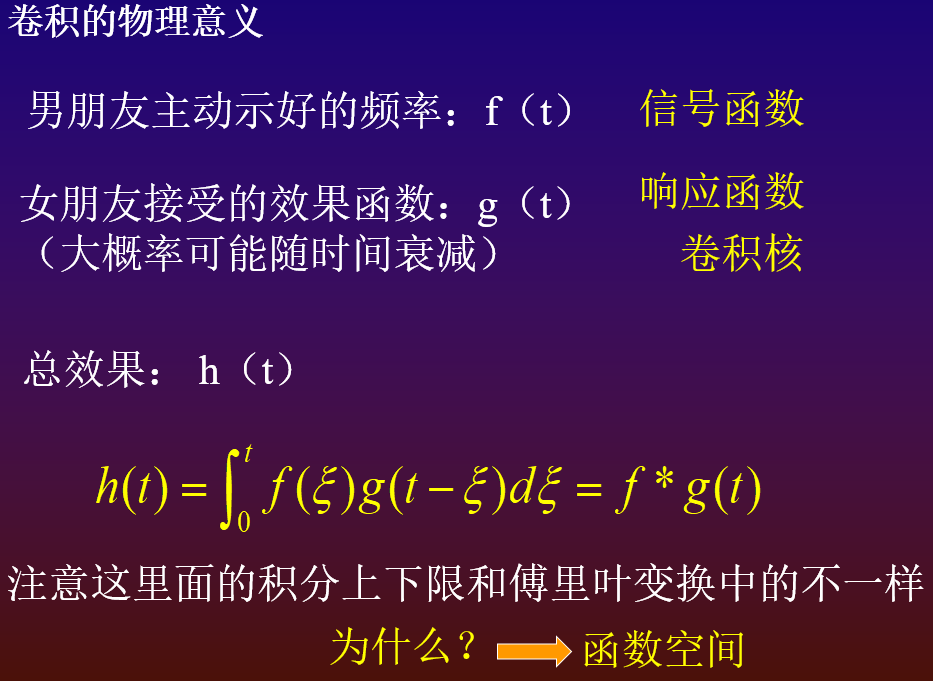 卷积的物理意义
男朋友主动示好的频率：f（t） 信号函数
女朋友接受的效果函数：g（t） 响应函数
（大概率可能随时间衰减） 卷积核
总效果： h（t）
h(t) = ∫₀ᵗ f(ξ)g(t − ξ)dξ = f * g(t)
注意这里面的积分上下限和傅里叶变换中的不一样
为什么？ 函数空间